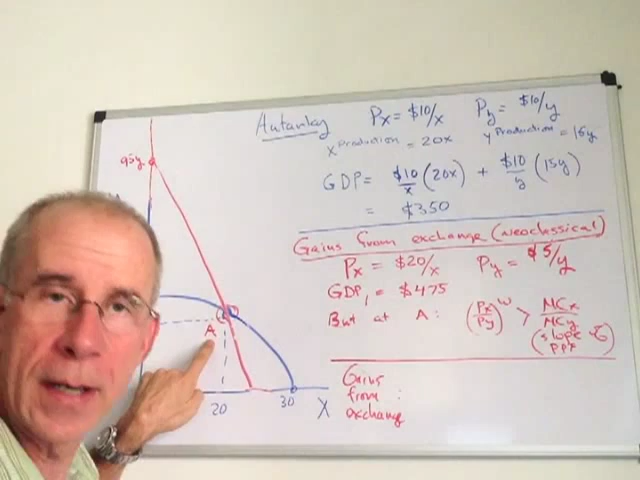 Autarky Px = $10/x Py = $10/y
x Production = 20x y Production = 15y
GDP = $10/x (20x) + $10/y (15y)
= $350
Gains from exchange (neoclassical)
Px = $20/x Py = $5/y
GDP1 = $475
But at A: (Px/Py)^w > MCx/MCy
(slope PPF)
Gains
from :
exchange
95y
A
20 30 X